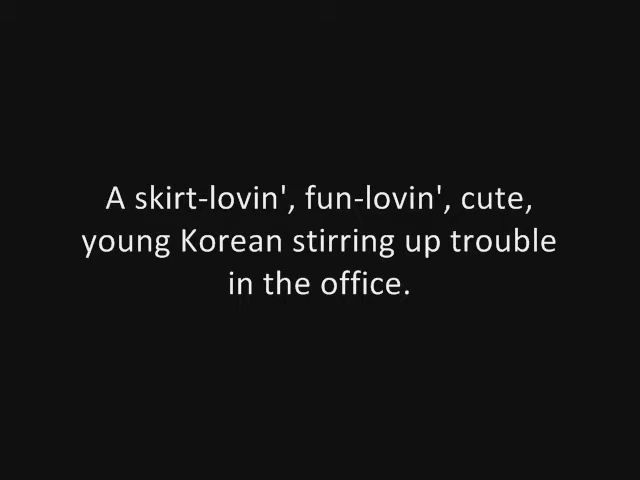 A skirt-lovin', fun-lovin', cute,
young Korean stirring up trouble
in the office.